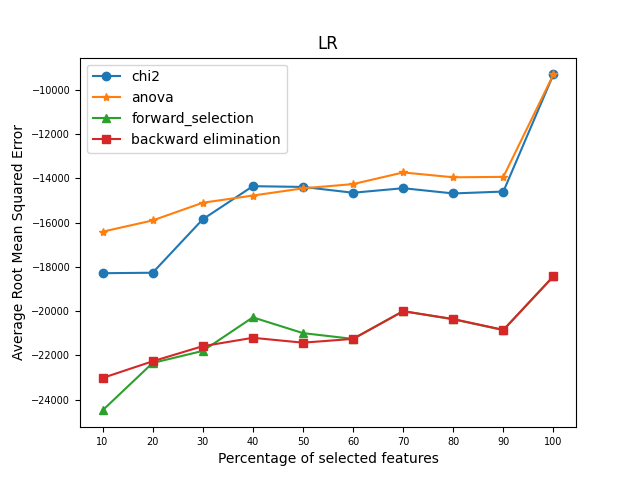 LR
chi2
anova
forward_selection
backward elimination
Average Root Mean Squared Error
−10000
−12000
−14000
−16000
−18000
−20000
−22000
−24000
10 20 30 40 50 60 70 80 90 100
Percentage of selected features